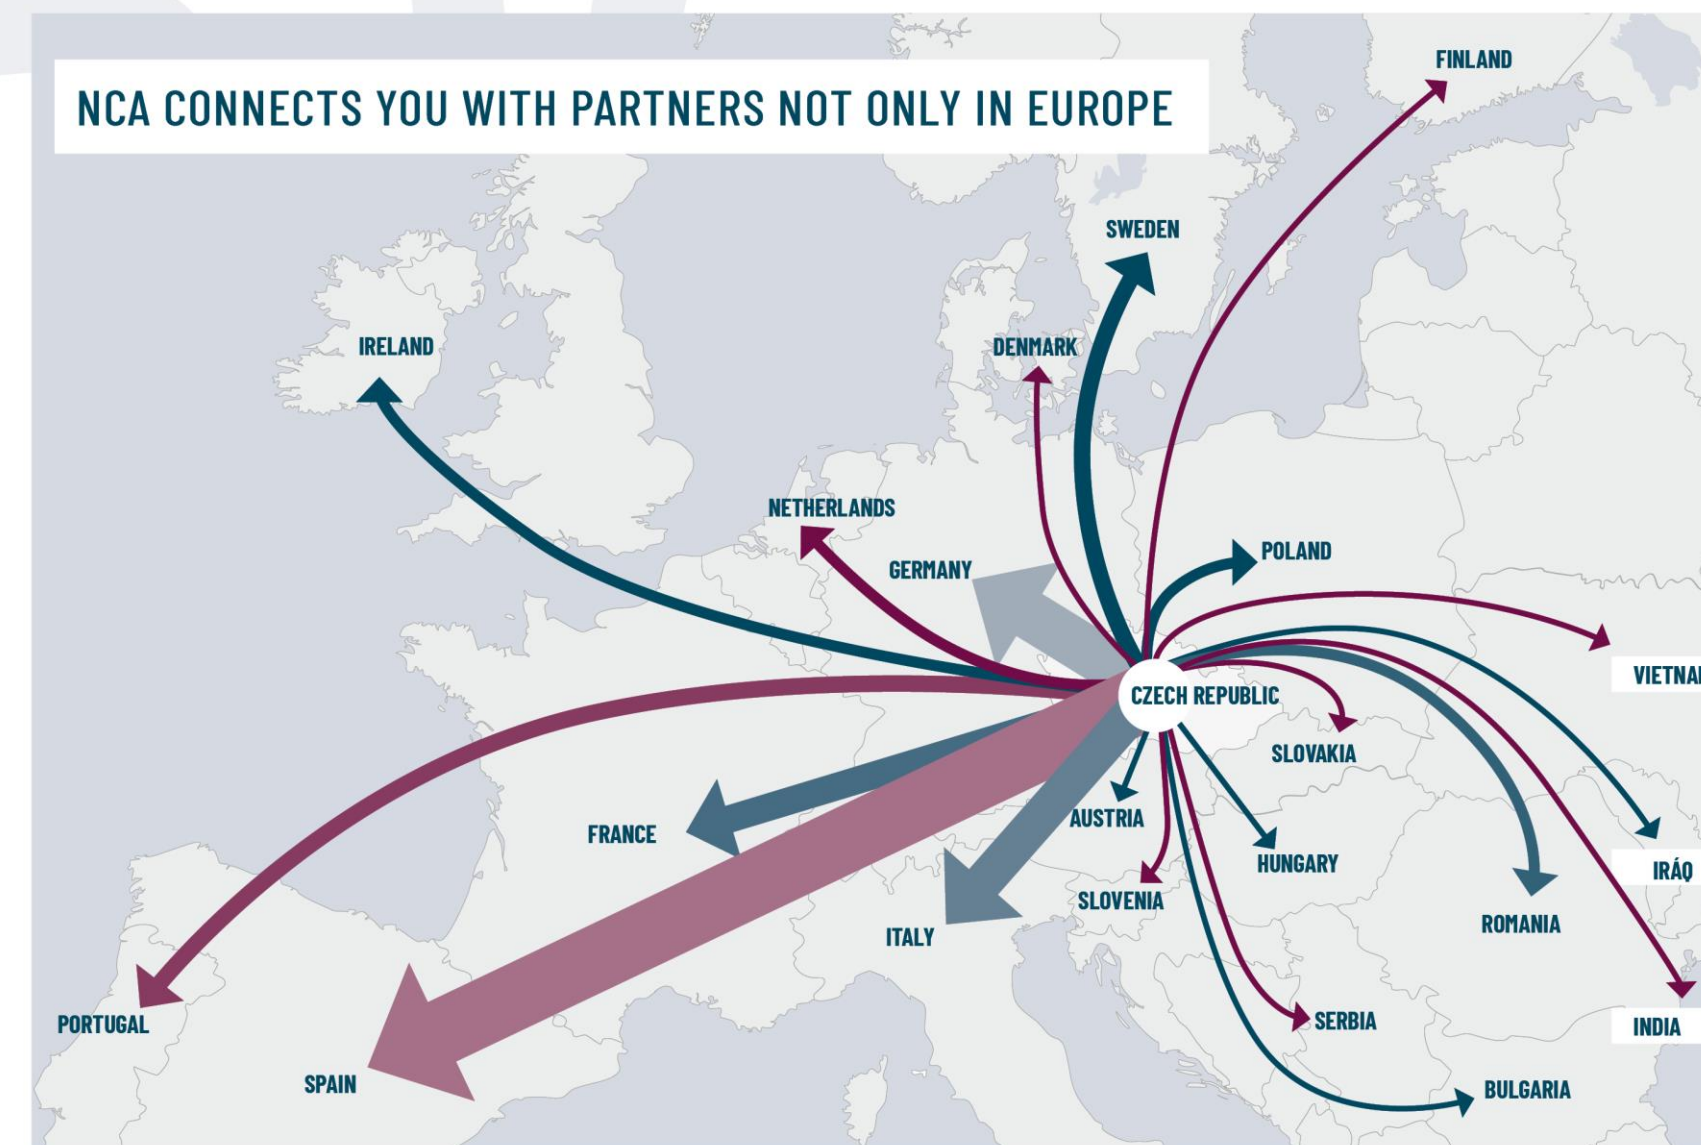 NCA CONNECTS YOU WITH PARTNERS NOT ONLY IN EUROPE
FINLAND
SWEDEN
IRELAND
DENMARK
NETHERLANDS
GERMANY
POLAND
VIETNA
CZECH REPUBLIC
SLOVAKIA
AUSTRIA
FRANCE
HUNGARY
IRÁQ
SLOVENIA
ITALY
ROMANIA
PORTUGAL
SERBIA
INDIA
SPAIN
BULGARIA